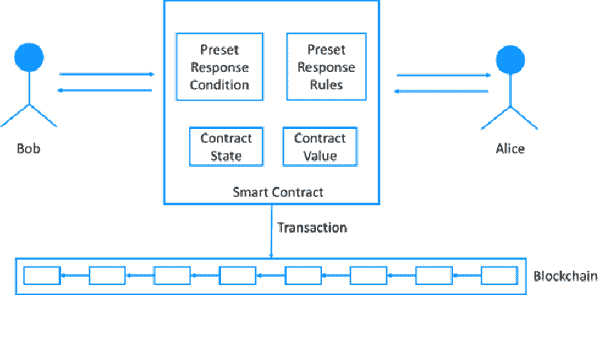 Preset
Response
Condition
Preset
Response
Rules
Bob
Alice
Contract
State
Contract
Value
Smart Contract
Transaction
Blockchain